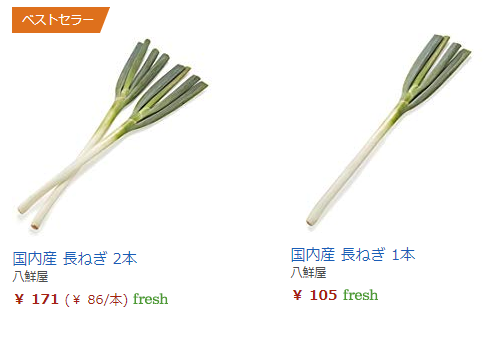 ベストセラー
国内産 長ねぎ 2本
八鮮屋
¥ 171 (¥ 86/本) fresh
国内産 長ねぎ 1本
八鮮屋
¥ 105 fresh